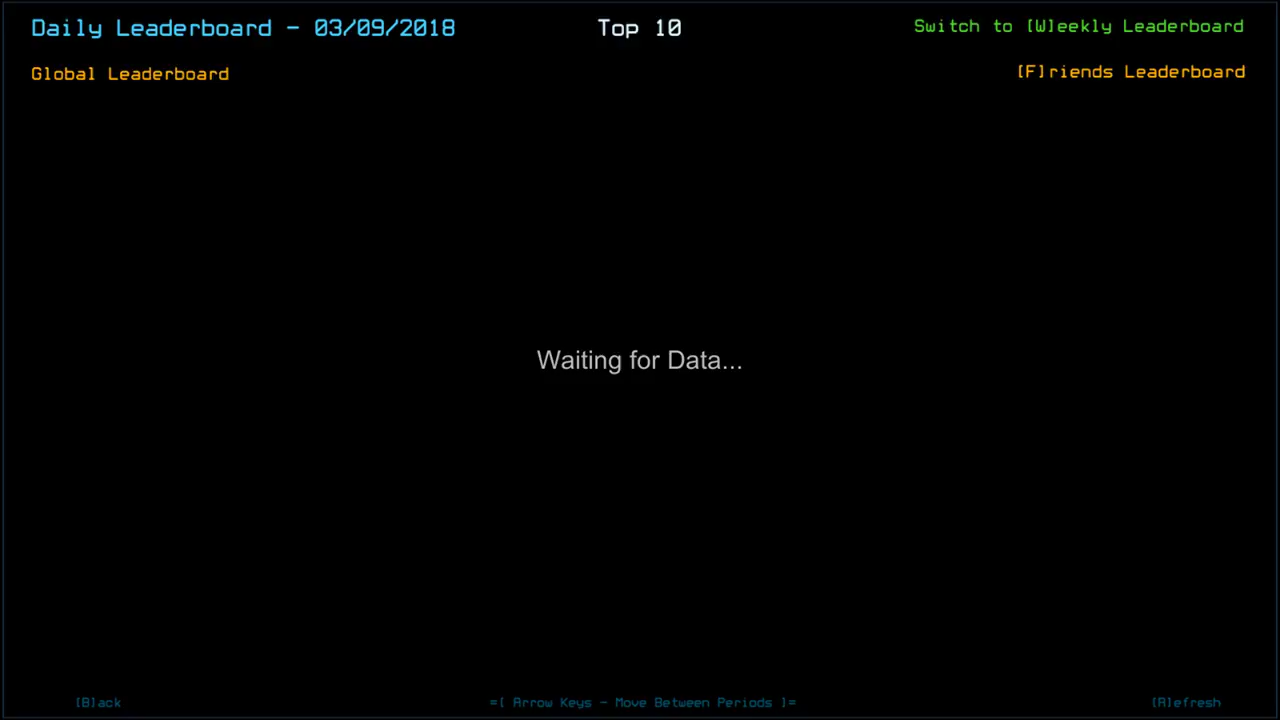 Daily Leaderboard - 03/09/2018
Top 10
Switch to [W]eekly Leaderboard
Global Leaderboard
[F]riends Leaderboard
Waiting for Data...
[B]ack
=[ Arrow Keys - Move Between Periods ]=
[R]efresh